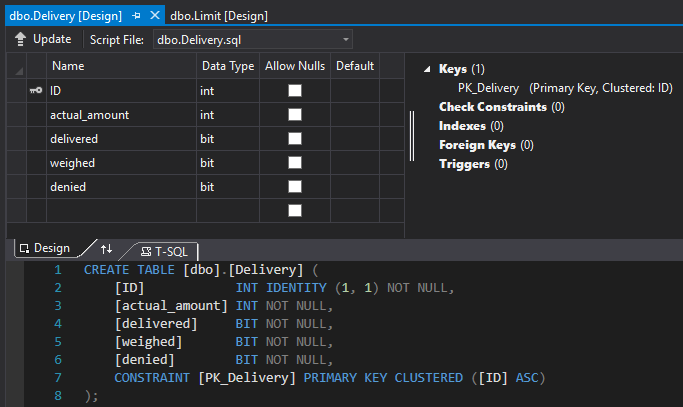 dbo.Delivery [Design] dbo.Limit [Design]
Update Script File: dbo.Delivery.sql
Name Data Type Allow Nulls Default
ID int
actual_amount int
delivered bit
weighed bit
denied bit
Keys (1)
PK_Delivery (Primary Key, Clustered: ID)
Check Constraints (0)
Indexes (0)
Foreign Keys (0)
Triggers (0)
Design T-SQL
1 CREATE TABLE [dbo].[Delivery] (
2 [ID] INT IDENTITY (1, 1) NOT NULL,
3 [actual_amount] INT NOT NULL,
4 [delivered] BIT NOT NULL,
5 [weighed] BIT NOT NULL,
6 [denied] BIT NOT NULL,
7 CONSTRAINT [PK_Delivery] PRIMARY KEY CLUSTERED ([ID] ASC)
8 );